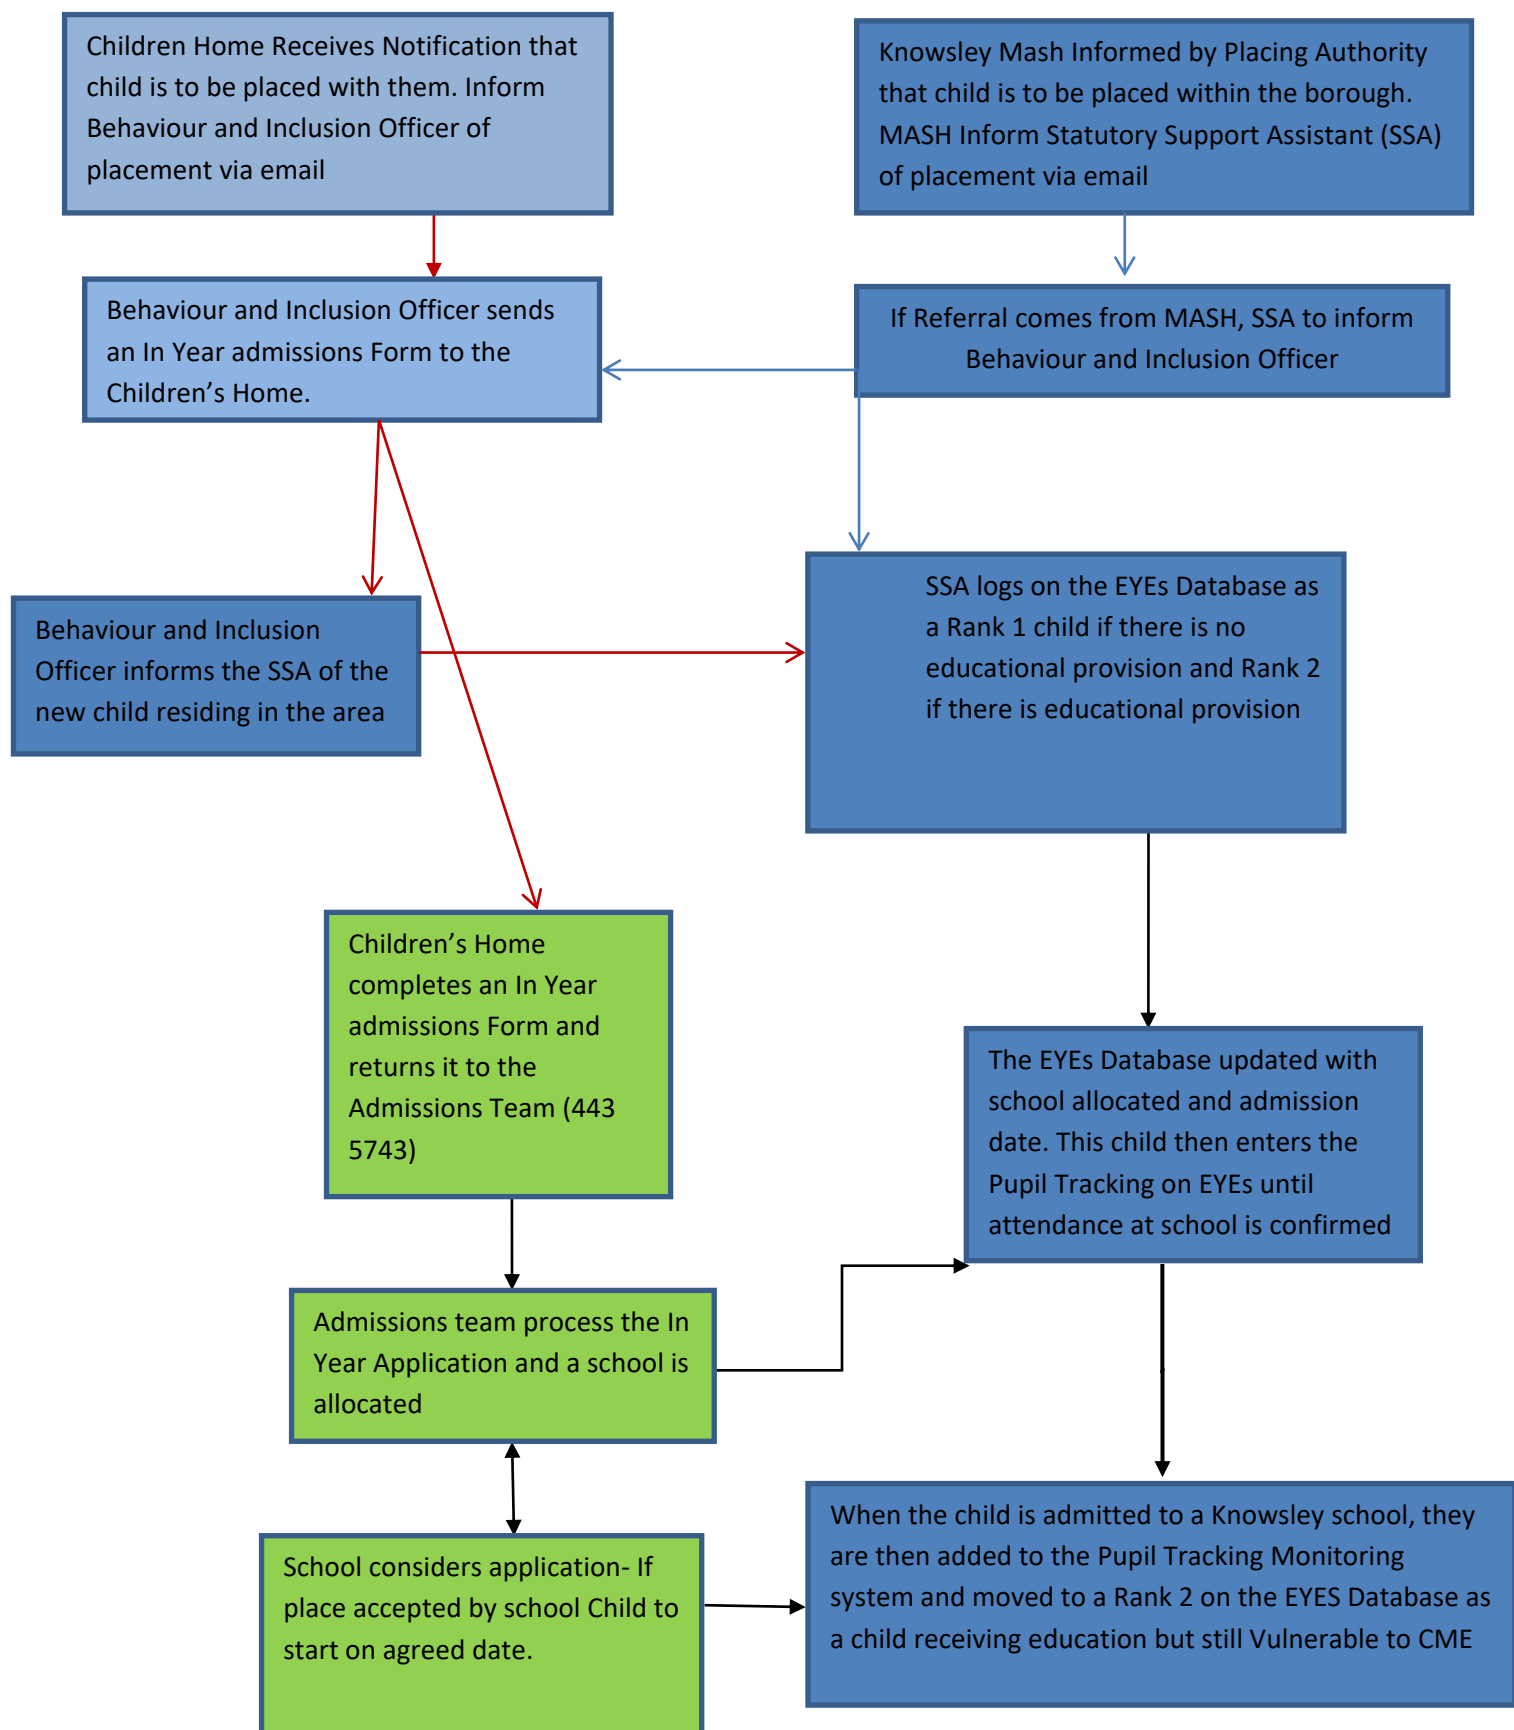 Children Home Receives Notification that
child is to be placed with them. Inform
Behaviour and Inclusion Officer of
placement via email
Knowsley Mash Informed by Placing Authority
that child is to be placed within the borough.
MASH Inform Statutory Support Assistant (SSA)
of placement via email
Behaviour and Inclusion Officer sends
an In Year admissions Form to the
Children’s Home.
If Referral comes from MASH, SSA to inform
Behaviour and Inclusion Officer
Behaviour and Inclusion
Officer informs the SSA of the
new child residing in the area
SSA logs on the EYEs Database as
a Rank 1 child if there is no
educational provision and Rank 2
if there is educational provision
Children’s Home
completes an In Year
admissions Form and
returns it to the
Admissions Team (443
5743)
The EYEs Database updated with
school allocated and admission
date. This child then enters the
Pupil Tracking on EYEs until
attendance at school is confirmed
Admissions team process the In
Year Application and a school is
allocated
School considers application- If
place accepted by school Child to
start on agreed date.
When the child is admitted to a Knowsley school, they
are then added to the Pupil Tracking Monitoring
system and moved to a Rank 2 on the EYES Database as
a child receiving education but still Vulnerable to CME